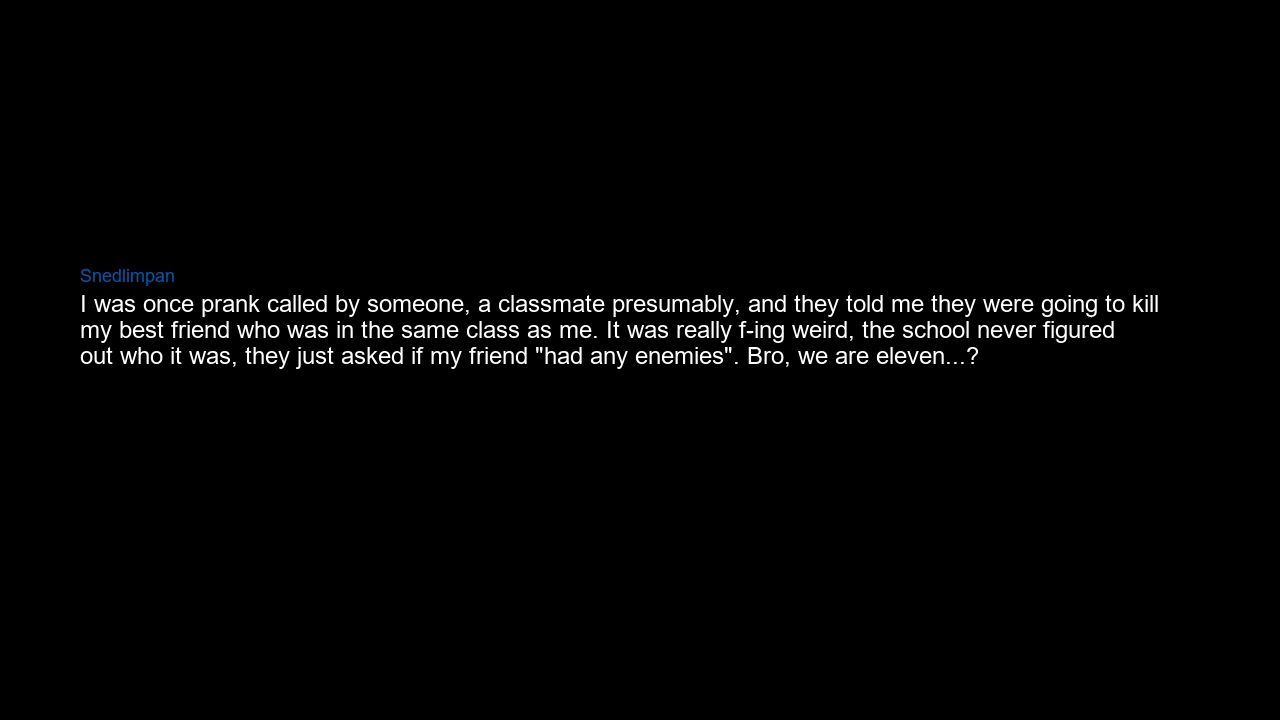 Snedlimpan
I was once prank called by someone, a classmate presumably, and they told me they were going to kill
my best friend who was in the same class as me. It was really f-ing weird, the school never figured
out who it was, they just asked if my friend "had any enemies". Bro, we are eleven...?